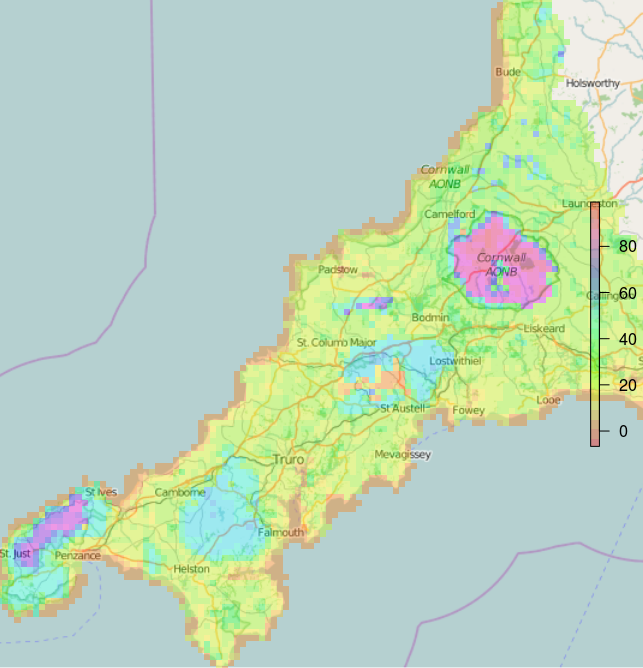 Bude
Holsworthy
Cornwall
AONB
Launceston
Camelford
80
Cornwall
AONB
Padstow
60
Bodmin
Liskeard
St. Columb Major
40
Lostwithiel
20
Looe
St Austell
Fowey
0
Mevagissey
Truro
St Ives
Camborne
Falmouth
St. Just
Penzance
Helston